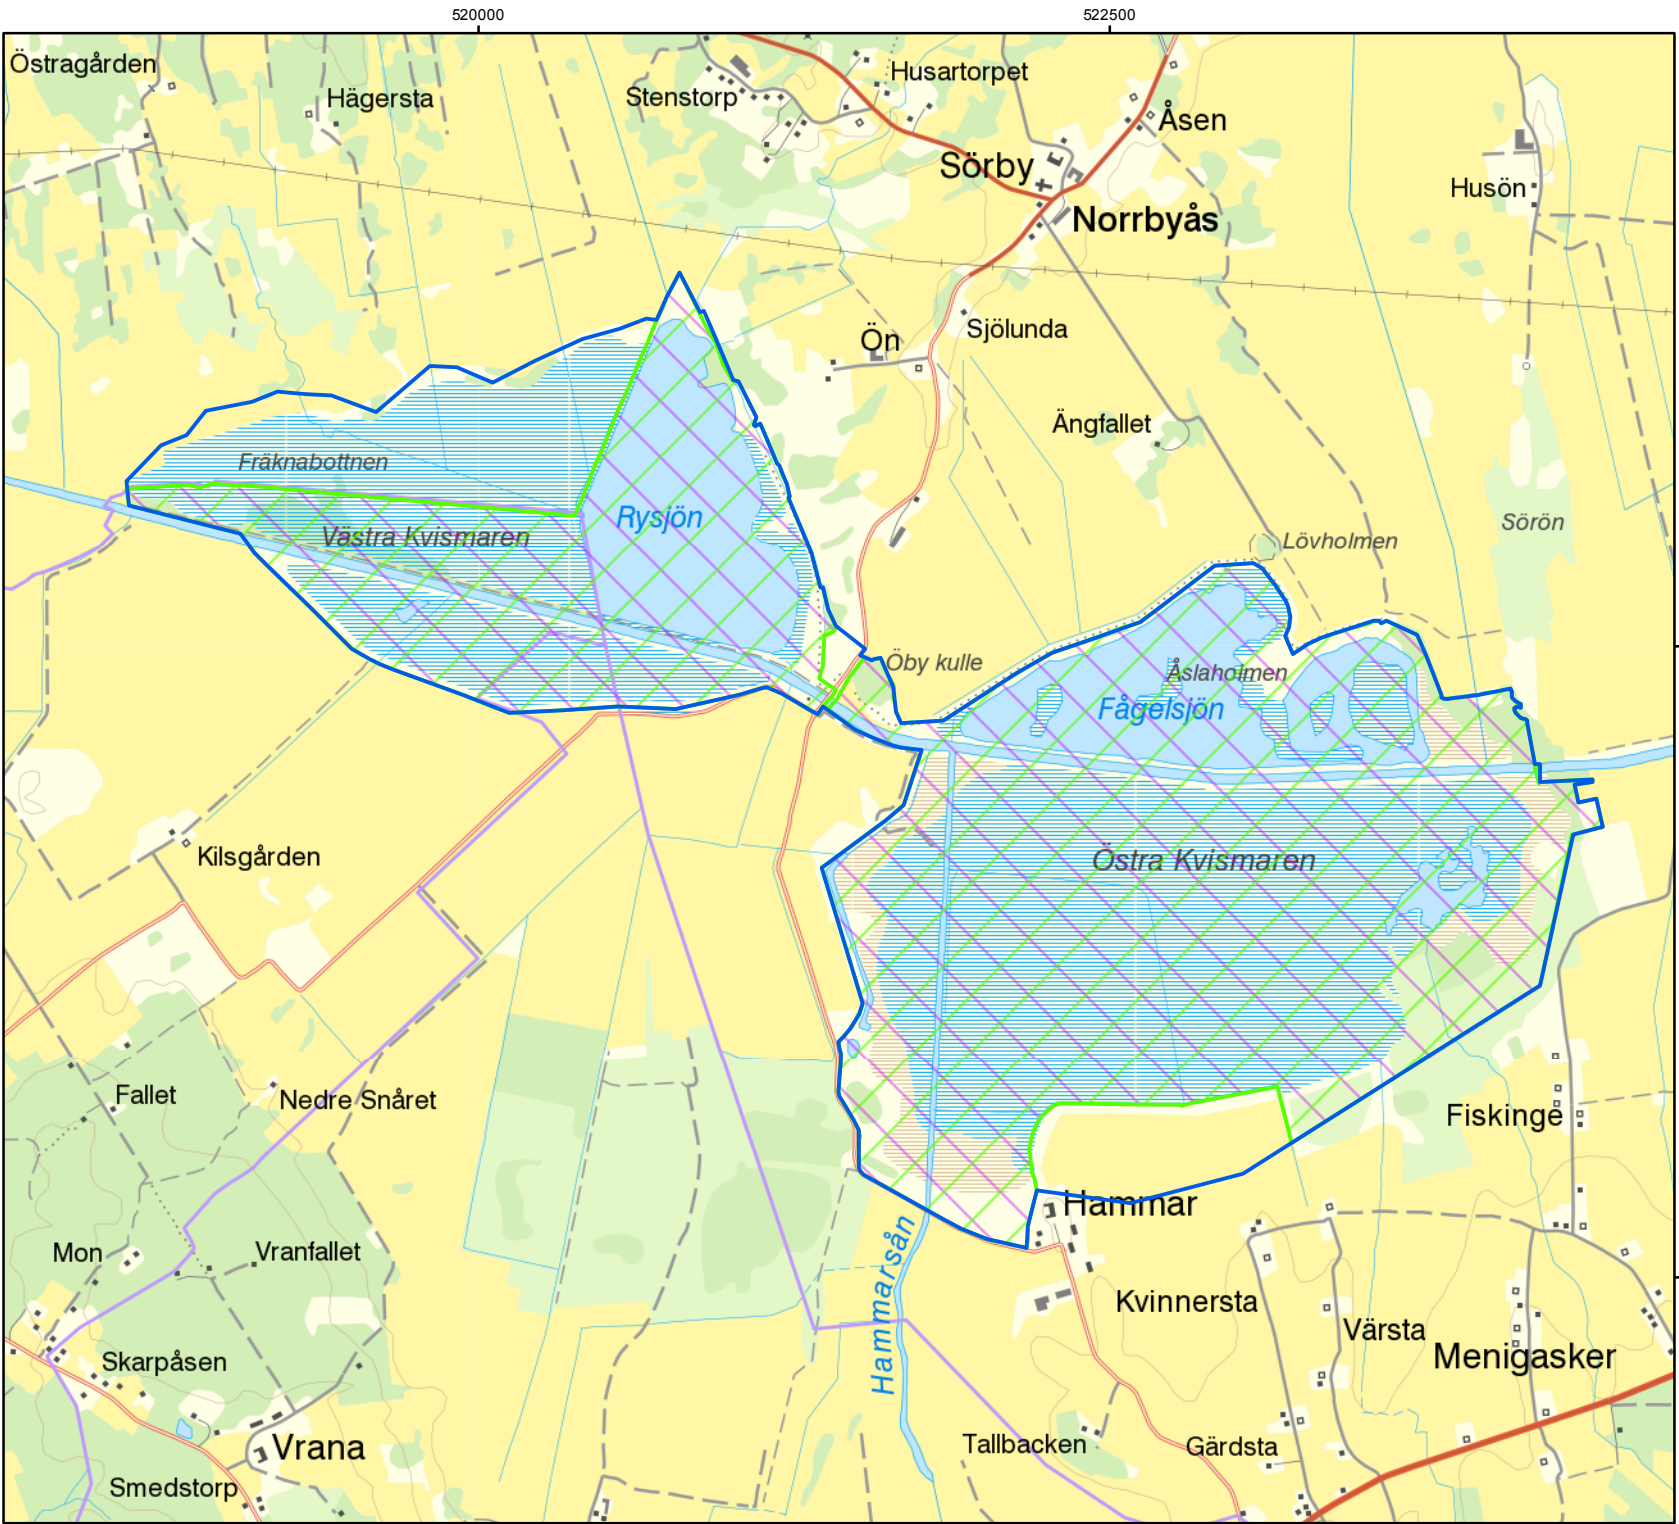 520000
522500
Östragården
Hägersta
Stenstorp
Husartorpet
Åsen
Sörby
Norrbyås
Husön
Ön
Sjölunda
Ängfallet
Fräknabottnen
Västra Kvismaren
Rysjön
Lövholmen
Sörön
Öby kulle
Åslaholmen
Fågelsjön
Kilsgården
Östra Kvismaren
Fallet
Nedre Snåret
Fiskinge
Hammar
Mon
Vranfallet
Hammarsån
Kvinnersta
Värsta
Menigasker
Skarpåsen
Vrana
Tallbacken
Gärdsta
Smedstorp